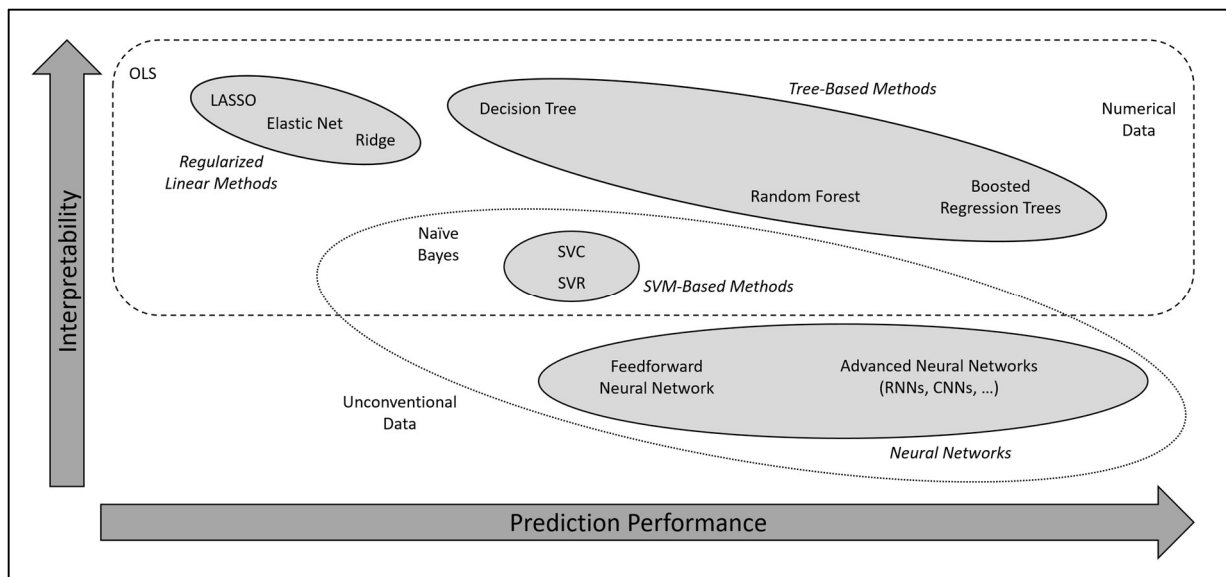 OLS
LASSO
Elastic Net
Ridge
Regularized
Linear Methods
Decision Tree
Tree-Based Methods
Numerical
Data
Random Forest
Boosted
Regression Trees
Naïve
Bayes
SVC
SVR
SVM-Based Methods
Feedforward
Neural Network
Advanced Neural Networks
(RNNs, CNNs, …)
Unconventional
Data
Neural Networks
Interpretability
Prediction Performance